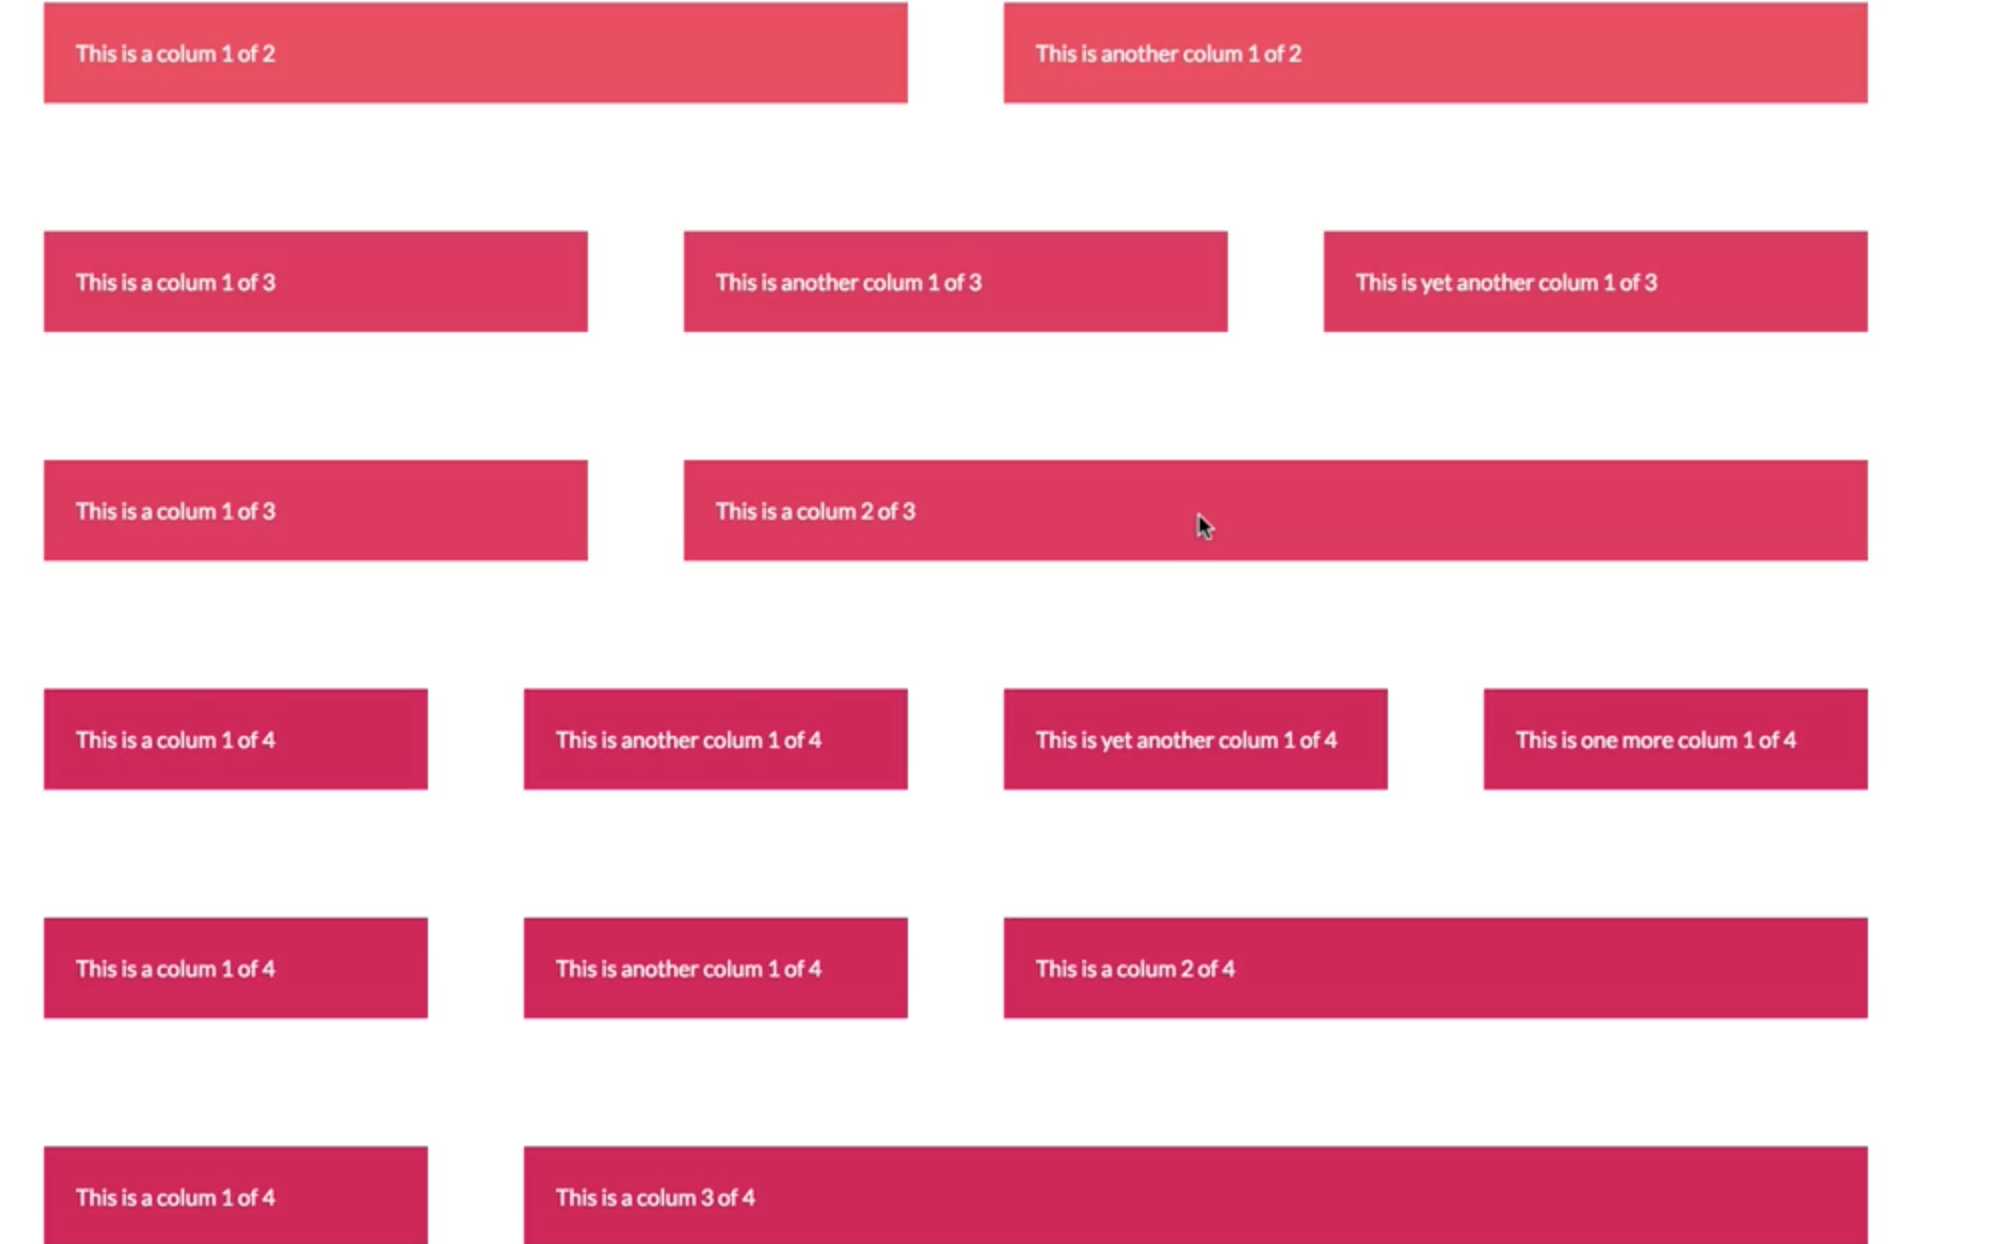 This is a colum 1 of 2
This is another colum 1 of 2
This is a colum 1 of 3
This is another colum 1 of 3
This is yet another colum 1 of 3
This is a colum 1 of 3
This is a colum 2 of 3
This is a colum 1 of 4
This is another colum 1 of 4
This is yet another colum 1 of 4
This is one more colum 1 of 4
This is a colum 1 of 4
This is another colum 1 of 4
This is a colum 2 of 4
This is a colum 1 of 4
This is a colum 3 of 4